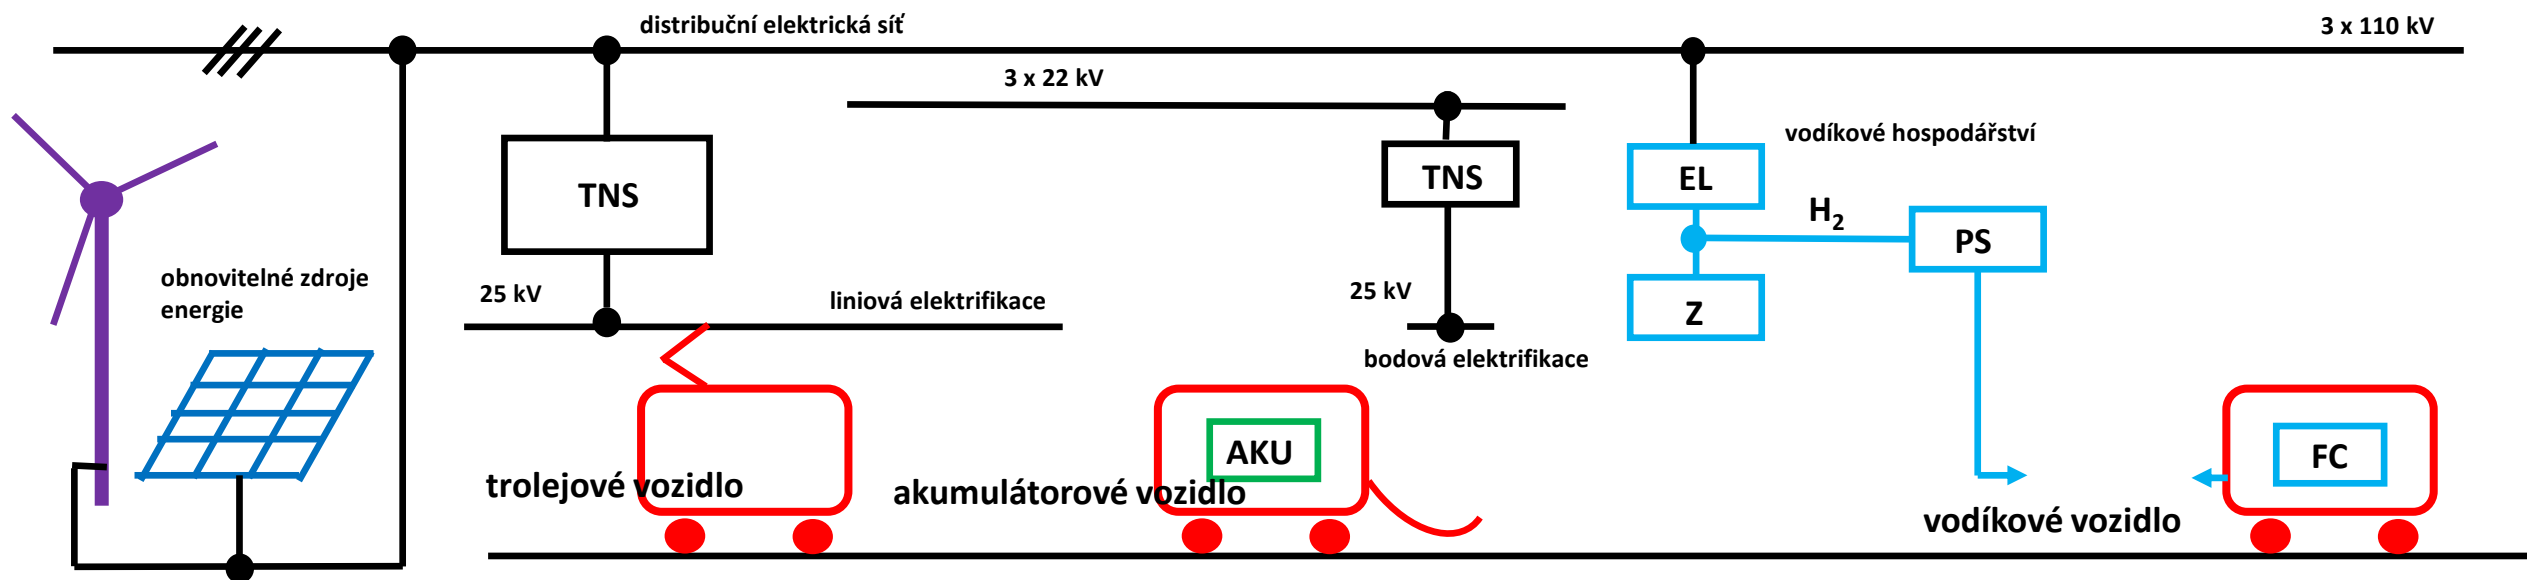 distribuční elektrická síť
3 x 110 kV
3 x 22 kV
vodíkové hospodářství
TNS
TNS
EL
H₂
PS
obnovitelné zdroje
energie
25 kV
liniová elektrifikace
25 kV
Z
bodová elektrifikace
AKU
FC
trolejové vozidlo
akumulátorové vozidlo
vodíkové vozidlo